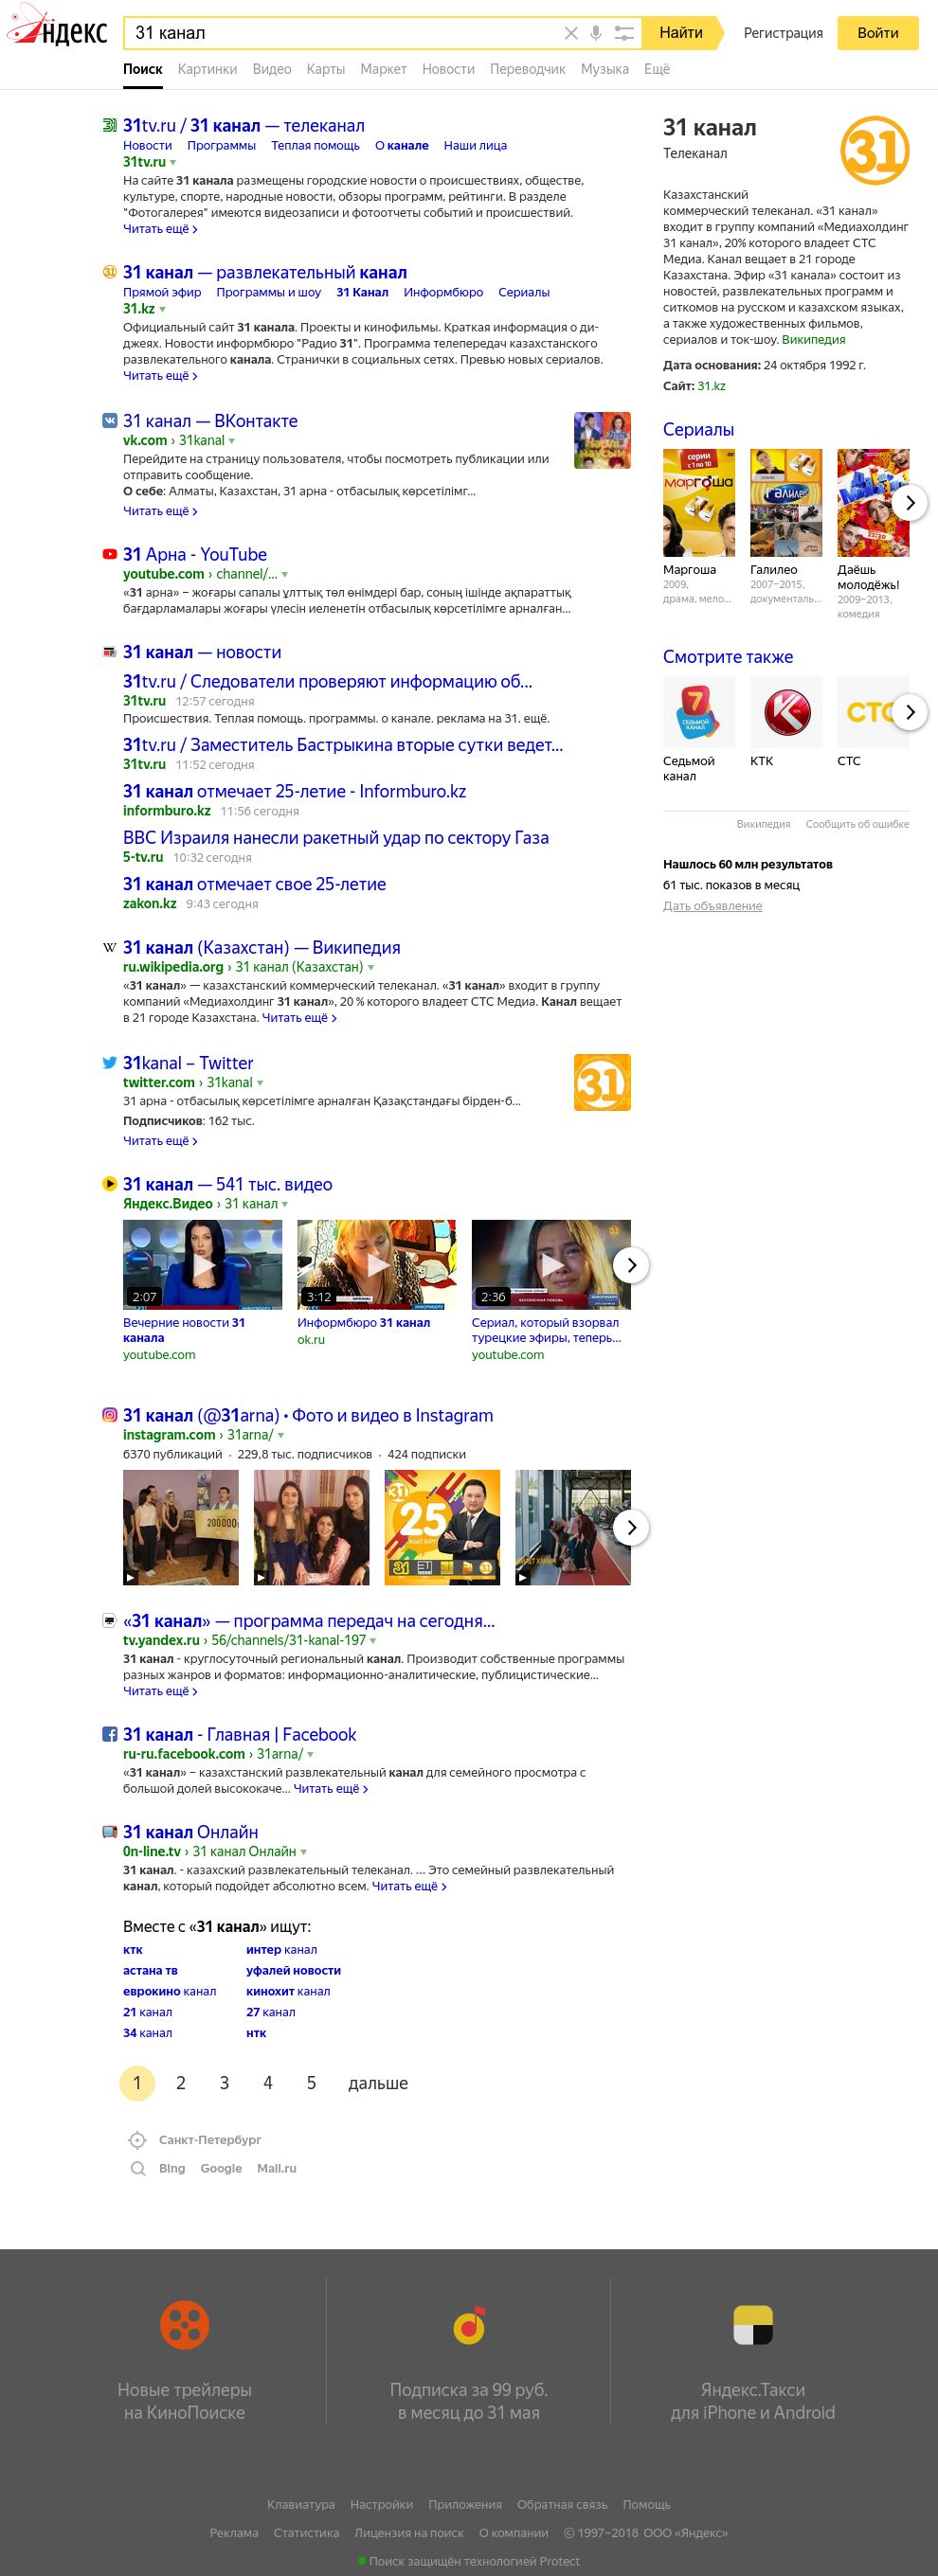 Яндекс
31 канал
Найти
Регистрация
Войти
Поиск Картинки Видео Карты Маркет Новости Переводчик Музыка Ещё
31tv.ru / 31 канал — телеканал
Новости Программы Теплая помощь О канале Наши лица
31tv.ru
На сайте 31 канала размещены городские новости о происшествиях, обществе,
культуре, спорте, народные новости, обзоры программ, рейтинги. В разделе
"Фотогалерея" имеются видеозаписи и фотоотчеты событий и происшествий.
Читать ещё
31 канал — развлекательный канал
Прямой эфир Программы и шоу 31 Канал Информбюро Сериалы
31.kz
Официальный сайт 31 канала. Проекты и кинофильмы. Краткая информация о ди-
джеях. Новости информбюро "Радио 31". Программа телепередач казахстанского
развлекательного канала. Странички в социальных сетях. Превью новых сериалов.
Читать ещё
31 канал — ВКонтакте
vk.com › 31kanal
Перейдите на страницу пользователя, чтобы посмотреть публикации или
отправить сообщение.
О себе: Алматы, Казахстан, 31 арна - отбасылық көрсетілімг...
Читать ещё
31 Арна - YouTube
youtube.com › channel/...
«31 арна» – жоғары сапалы ұлттық төл өнімдері бар, соның ішінде ақпараттық
бағдарламалары жоғары үлесін иеленетін отбасылық көрсетілімге арналған...
31 канал — новости
31tv.ru / Следователи проверяют информацию об...
31tv.ru 12:57 сегодня
Происшествия. Теплая помощь. программы. о канале. реклама на 31. ещё.
31tv.ru / Заместитель Бастрыкина вторые сутки ведет...
31tv.ru 11:52 сегодня
31 канал отмечает 25-летие - Informburo.kz
informburo.kz 11:56 сегодня
ВВС Израиля нанесли ракетный удар по сектору Газа
5-tv.ru 10:32 сегодня
31 канал отмечает свое 25-летие
zakon.kz 9:43 сегодня
31 канал (Казахстан) — Википедия
ru.wikipedia.org › 31 канал (Казахстан)
«31 канал» — казахстанский коммерческий телеканал. «31 канал» входит в группу
компаний «Медиахолдинг 31 канал», 20 % которого владеет СТС Медиа. Канал вещает
в 21 городе Казахстана. Читать ещё
31kanal – Twitter
twitter.com › 31kanal
31 арна - отбасылық көрсетілімге арналған Қазақстандағы бірден-б...
Подписчиков: 162 тыс.
Читать ещё
31
31 канал — 541 тыс. видео
Яндекс.Видео › 31 канал
2:07 3:12 2:36
Вечерние новости 31
канала
youtube.com
Информбюро 31 канал
ok.ru
Сериал, который взорвал
турецкие эфиры, теперь...
youtube.com
31 канал (@31arna) • Фото и видео в Instagram
instagram.com › 31arna/
6370 публикаций · 229,8 тыс. подписчиков · 424 подписки
200.000
31
25
«31 канал» — программа передач на сегодня...
tv.yandex.ru › 56/channels/31-kanal-197
31 канал - круглосуточный региональный канал. Производит собственные программы
разных жанров и форматов: информационно-аналитические, публицистические...
Читать ещё
31 канал - Главная | Facebook
ru-ru.facebook.com › 31arna/
«31 канал» – казахстанский развлекательный канал для семейного просмотра с
большой долей высококаче... Читать ещё
31 канал Онлайн
0n-line.tv › 31 канал Онлайн
31 канал. - казахский развлекательный телеканал. ... Это семейный развлекательный
канал, который подойдет абсолютно всем. Читать ещё
Вместе с «31 канал» ищут:
ктк интер канал
астана тв уфалей новости
еврокино канал кинохит канал
21 канал 27 канал
34 канал нтк
1 2 3 4 5 дальше
Санкт-Петербург
Bing Google Mail.ru
31 канал
Телеканал
31
Казахстанский
коммерческий телеканал. «31 канал»
входит в группу компаний «Медиахолдинг
31 канал», 20% которого владеет СТС
Медиа. Канал вещает в 21 городе
Казахстана. Эфир «31 канала» состоит из
новостей, развлекательных программ и
ситкомов на русском и казахском языках,
а также художественных фильмов,
сериалов и ток-шоу. Википедия
Дата основания: 24 октября 1992 г.
Сайт: 31.kz
Сериалы
серии
с 1 по 10
маргоша
галилео
Маргоша
2009,
драма, мело...
Галилео
2007–2015,
документаль...
Даёшь
молодёжь!
2009–2013,
комедия
Смотрите также
7
СЕДЬМОЙ
КАНАЛ
СТС
Седьмой
канал
КТК
СТС
Википедия Сообщить об ошибке
Нашлось 60 млн результатов
61 тыс. показов в месяц
Дать объявление
Новые трейлеры
на КиноПоиске
Подписка за 99 руб.
в месяц до 31 мая
Яндекс.Такси
для iPhone и Android
Клавиатура Настройки Приложения Обратная связь Помощь
Реклама Статистика Лицензия на поиск О компании © 1997–2018 ООО «Яндекс»
Поиск защищён технологией Protect